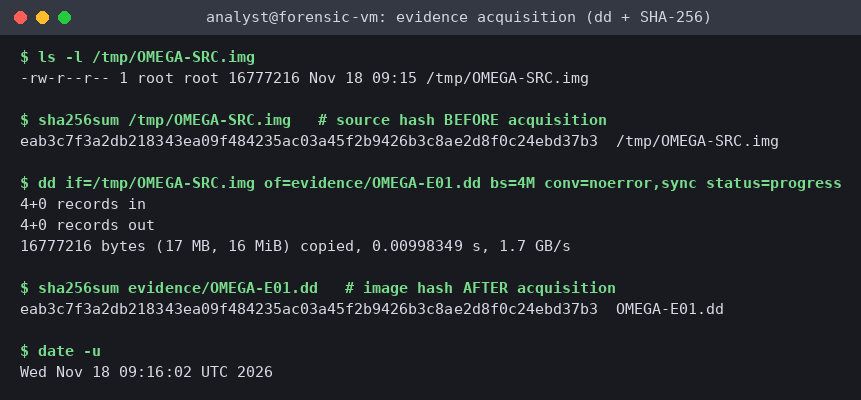 analyst@forensic-vm: evidence acquisition (dd + SHA-256)
$ ls -l /tmp/OMEGA-SRC.img
-rw-r--r-- 1 root root 16777216 Nov 18 09:15 /tmp/OMEGA-SRC.img
$ sha256sum /tmp/OMEGA-SRC.img   # source hash BEFORE acquisition
eab3c7f3a2db218343ea09f484235ac03a45f2b9426b3c8ae2d8f0c24ebd37b3  /tmp/OMEGA-SRC.img
$ dd if=/tmp/OMEGA-SRC.img of=evidence/OMEGA-E01.dd bs=4M conv=noerror,sync status=progress
4+0 records in
4+0 records out
16777216 bytes (17 MB, 16 MiB) copied, 0.00998349 s, 1.7 GB/s
$ sha256sum evidence/OMEGA-E01.dd   # image hash AFTER acquisition
eab3c7f3a2db218343ea09f484235ac03a45f2b9426b3c8ae2d8f0c24ebd37b3  OMEGA-E01.dd
$ date -u
Wed Nov 18 09:16:02 UTC 2026